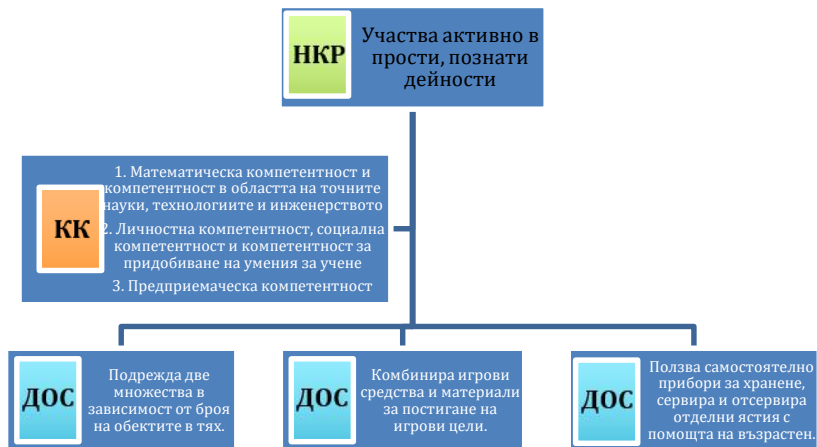 НКР
Участва активно в
прости, познати
дейности
КК
1. Математическа компетентност и
компетентност в областта на точните
науки, технологиите и инженерството
2. Личностна компетентност, социална
компетентност и компетентност за
придобиване на умения за учене
3. Предприемаческа компетентност
ДОС
Подрежда две
множества в
зависимост от броя
на обектите в тях.
ДОС
Комбинира игрови
средства и материали
за постигане на
игрови цели.
ДОС
Ползва самостоятелно
прибори за хранене,
сервира и отсервира
отделни ястия с
помощта на възрастен.